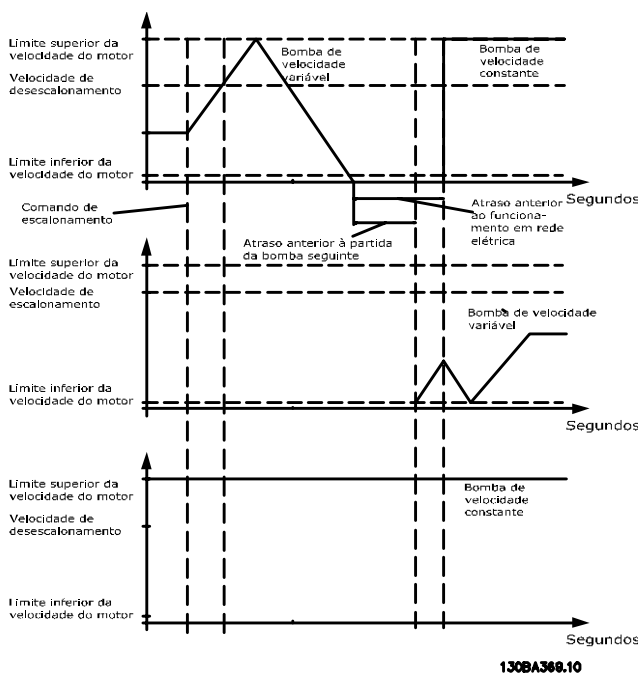 Limite superior da
velocidade do motor
Velocidade de
desescalonamento
Bomba de
velocidade
variável
Bomba de
velocidade
constante
Limite inferior da
velocidade do motor
Segundos
Comando de
escalonamento
Atraso anterior
ao funciona-
mento em rede
elétrica
Atraso anterior à partida
da bomba seguinte
Limite superior da
velocidade do motor
Velocidade de
escalonamento
Bomba de velocidade
variável
Limite inferior da
velocidade do motor
Segundos
Limite superior da
velocidade do motor
Bomba de
velocidade
constante
Velocidade de
desescalonamento
Limite inferior da
velocidade do motor
Segundos
130BA369.10